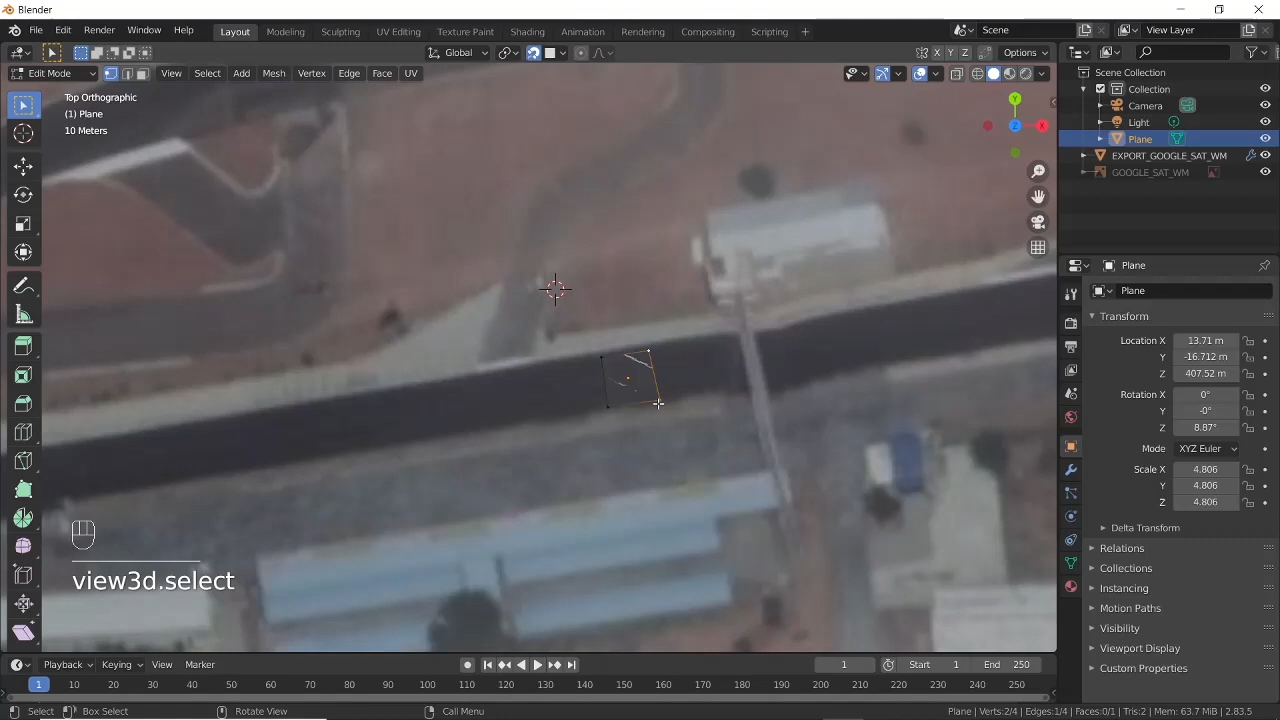 Blender
File Edit Render Window Help Layout Modeling Sculpting UV Editing Texture Paint Shading Animation Rendering Compositing Scripting + Scene View Layer
Global X Y Z Options
Edit Mode View Select Add Mesh Vertex Edge Face UV
Top Orthographic
(1) Plane
10 Meters
Y
Z
X
view3d.select
Scene Collection
Collection
Camera
Light
Plane
EXPORT_GOOGLE_SAT_WM
GOOGLE_SAT_WM
Plane
Plane
Transform
Location X 13.71 m
Y -16.712 m
Z 407.52 m
Rotation X 0°
Y -0°
Z 8.87°
Mode XYZ Euler
Scale X 4.806
Y 4.806
Z 4.806
Delta Transform
Relations
Collections
Instancing
Motion Paths
Visibility
Viewport Display
Custom Properties
Playback Keying View Marker 1 Start 1 End 250
1 10 20 30 40 50 60 70 80 90 100 110 120 130 140 150 160 170 180 190 200 210 220 230 240 250
Select Box Select Rotate View Call Menu Plane | Verts:2/4 | Edges:1/4 | Faces:0/1 | Tris:2 | Mem: 63.7 MiB | 2.83.5